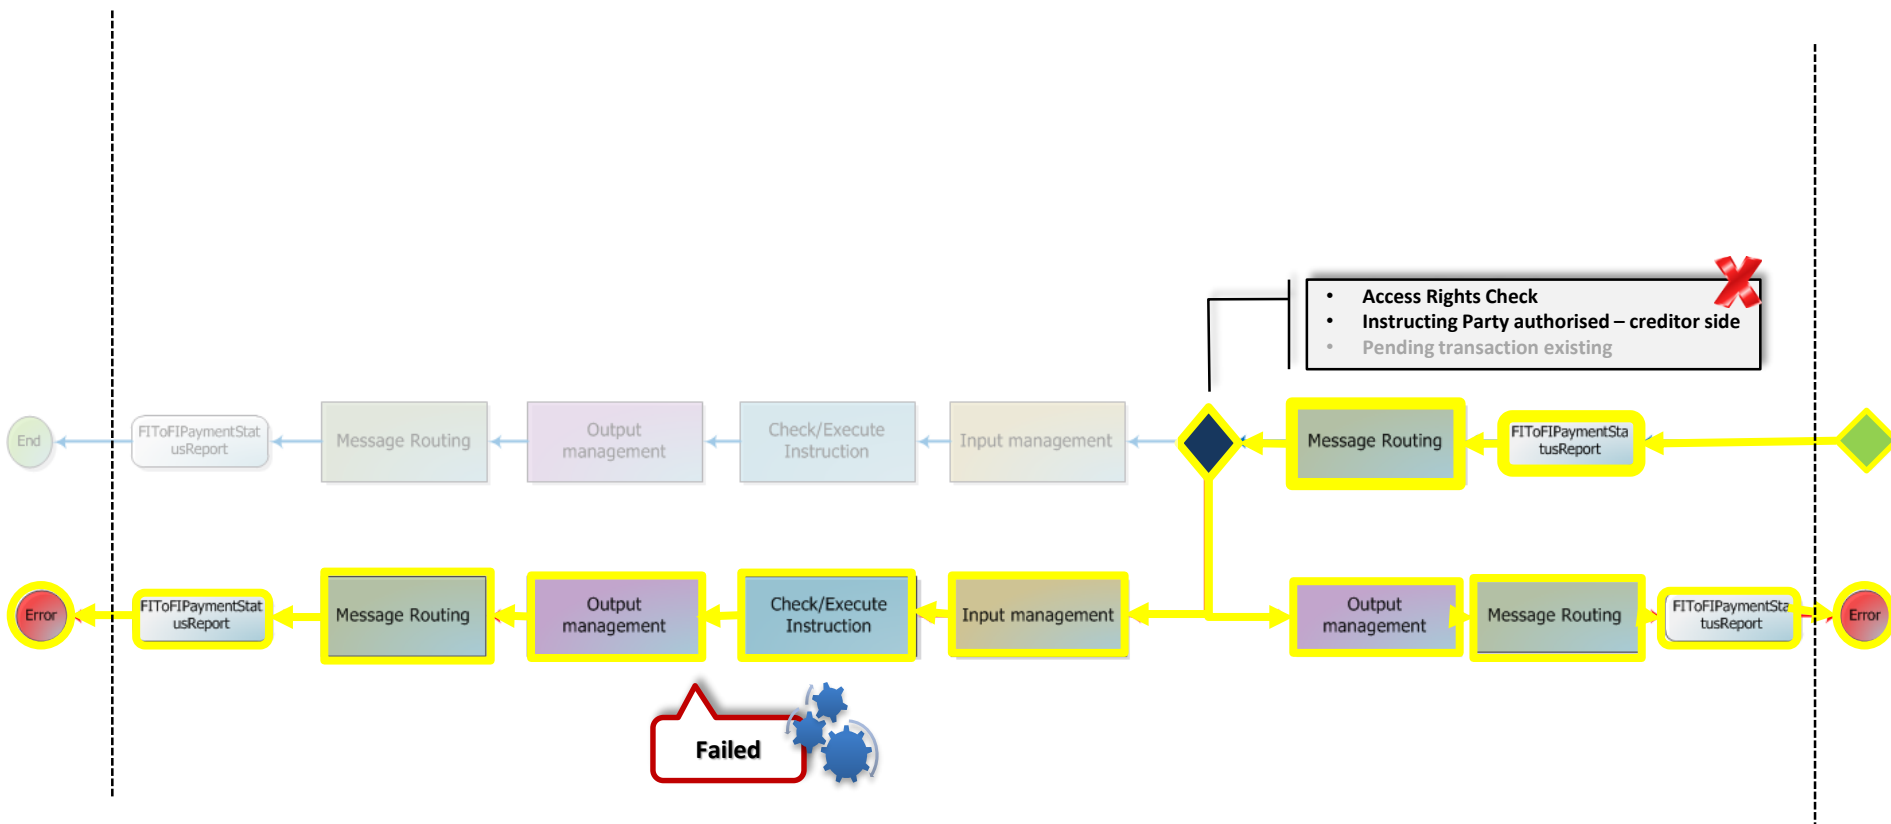 • Access Rights Check
• Instructing Party authorised – creditor side
• Pending transaction existing
End
FIToFIPaymentStat
usReport
Message Routing
Output
management
Check/Execute
Instruction
Input management
Message Routing
FIToFIPaymentSta
tusReport
Error
FIToFIPaymentStat
usReport
Message Routing
Output
management
Check/Execute
Instruction
Input management
Output
management
Message Routing
FIToFIPaymentSta
tusReport
Error
Failed